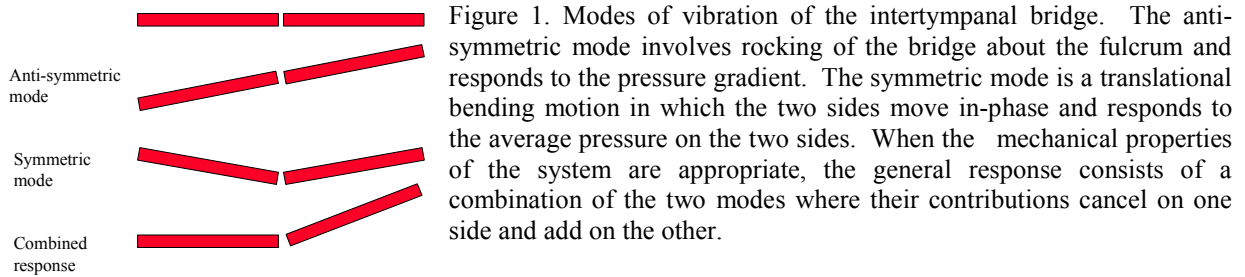 Anti-symmetric
mode
Symmetric
mode
Combined
response
Figure 1. Modes of vibration of the intertympanal bridge. The anti-
symmetric mode involves rocking of the bridge about the fulcrum and
responds to the pressure gradient. The symmetric mode is a translational
bending motion in which the two sides move in-phase and responds to
the average pressure on the two sides. When the mechanical properties
of the system are appropriate, the general response consists of a
combination of the two modes where their contributions cancel on one
side and add on the other.